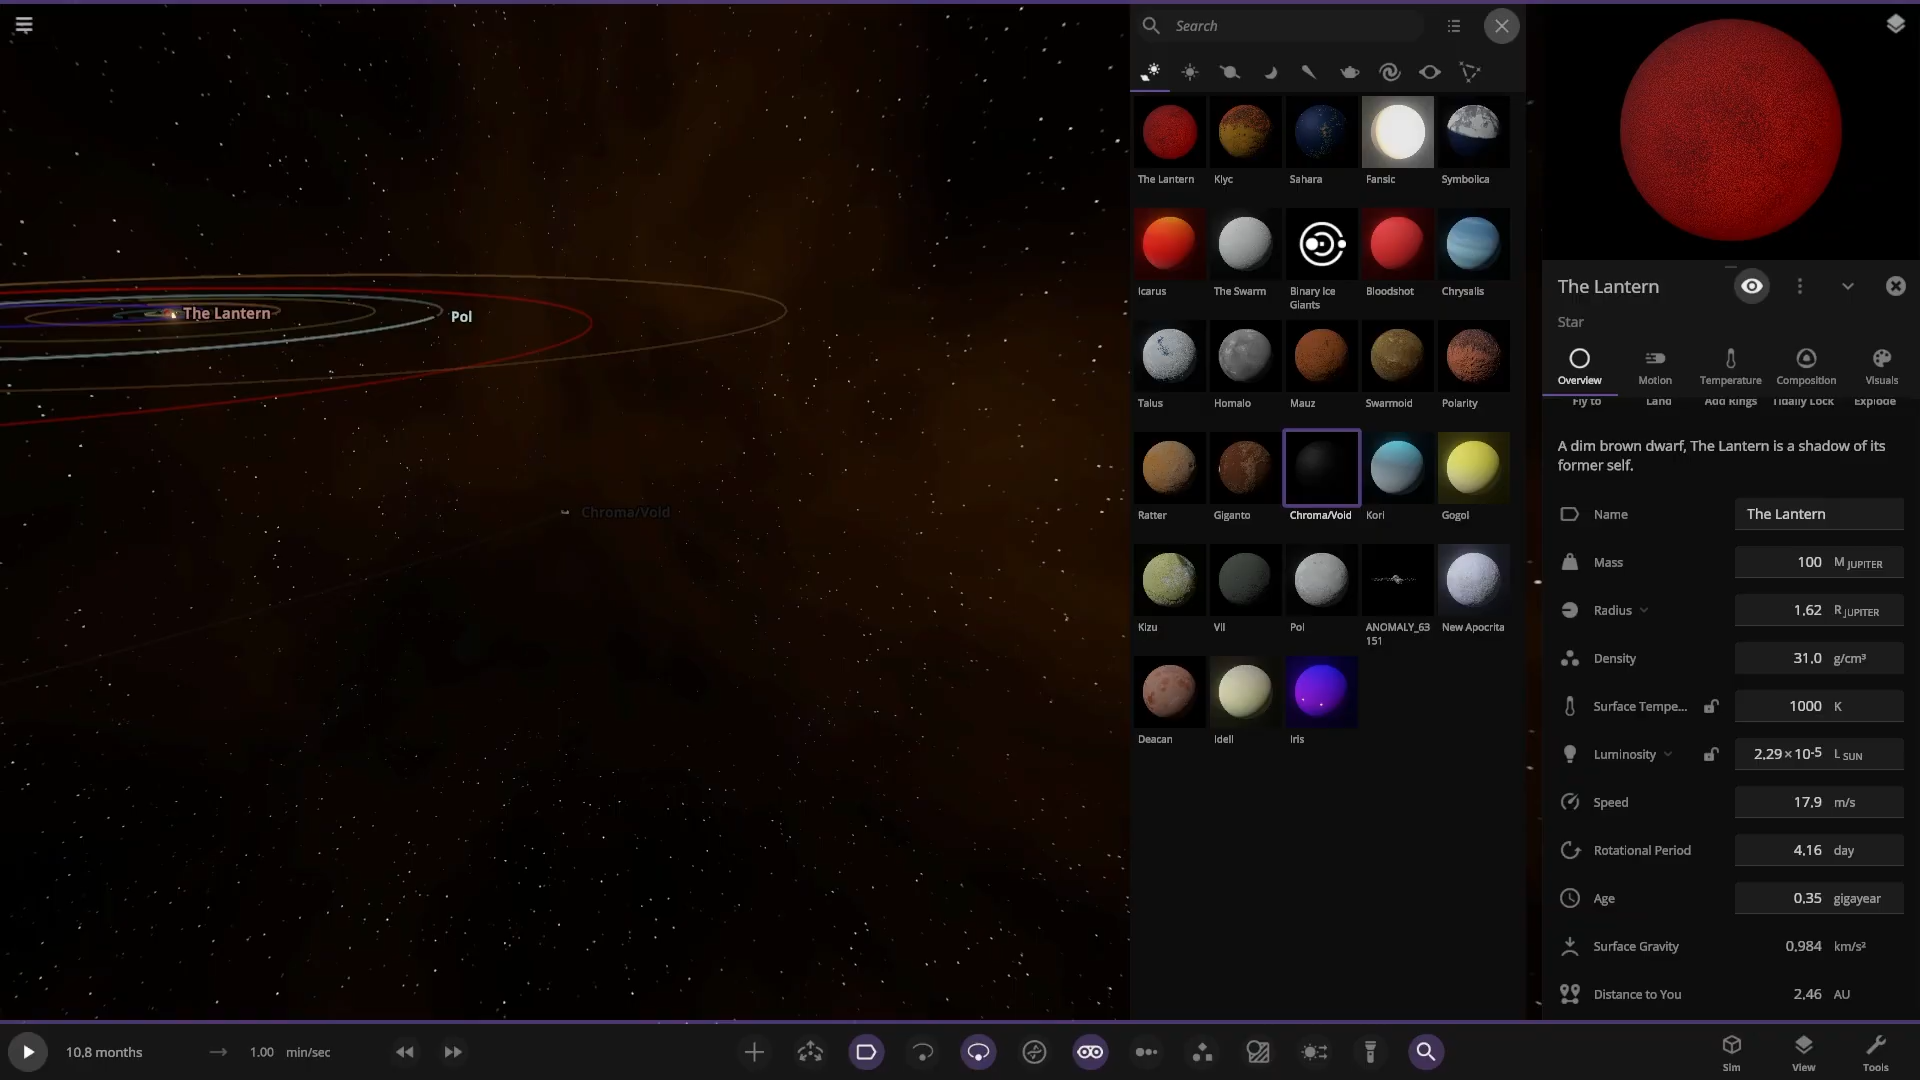 The Lantern
Pol
Chroma/Void
10.8 months
1.00 min/sec
Search
The Lantern
Klyc
Sahara
Fansic
Symbolica
Icarus
The Swarm
Binary Ice
Giants
Bloodshot
Chrysalis
Talus
Homalo
Mauz
Swarmoid
Polarity
Ratter
Giganto
Chroma/Void
Kori
Gogol
Kizu
Vil
Pol
ANOMALY_63
151
New Apocrita
Deacan
Idell
Iris
The Lantern
Star
Overview
Motion
Temperature
Composition
Visuals
Fly to
Land
Add Rings
Tidally Lock
Explode
A dim brown dwarf, The Lantern is a shadow of its
former self.
Name The Lantern
Mass 100 M JUPITER
Radius 1.62 R JUPITER
Density 31.0 g/cm³
Surface Tempe... 1000 K
Luminosity 2.29×10-5 L SUN
Speed 17.9 m/s
Rotational Period 4.16 day
Age 0.35 gigayear
Surface Gravity 0.984 km/s²
Distance to You 2.46 AU
Sim
View
Tools